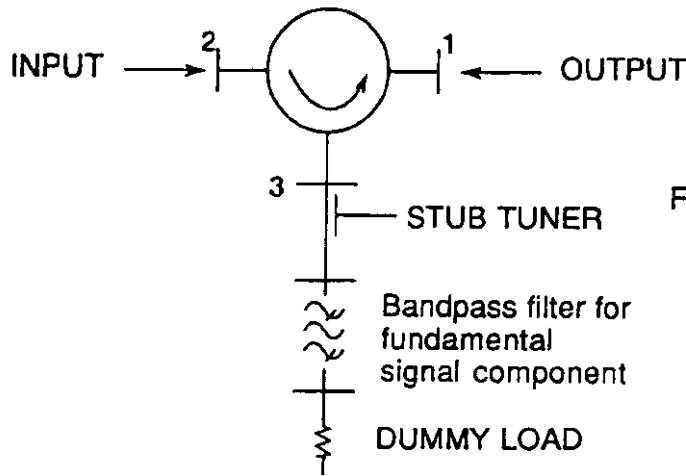 2
1
INPUT
OUTPUT
3
F
STUB TUNER
Bandpass filter for
fundamental
signal component
DUMMY LOAD